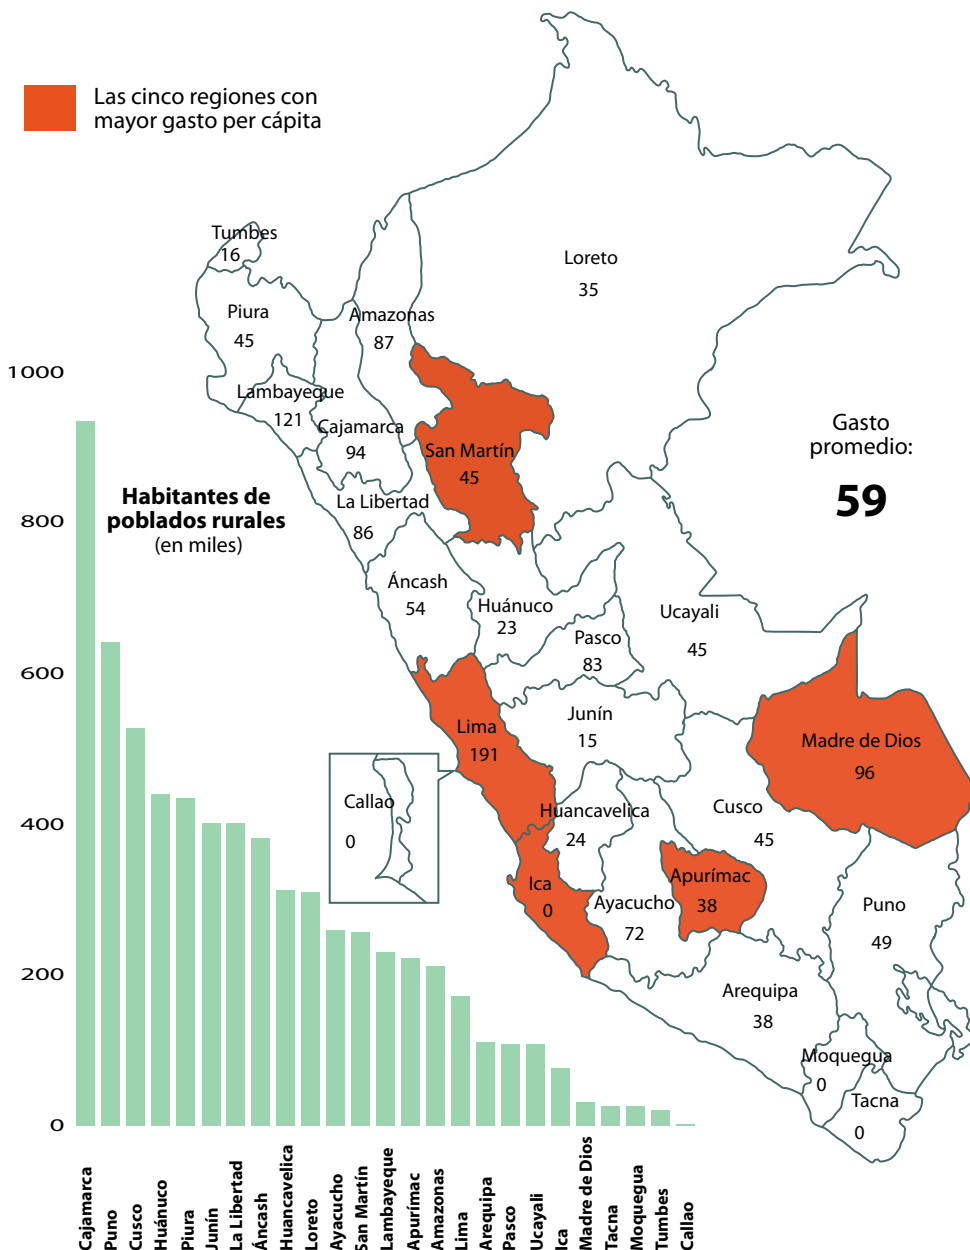 Las cinco regiones con
mayor gasto per cápita
Tumbes
16
Loreto
35
Piura
45
Amazonas
87
1000
Lambayeque
121
Cajamarca
94
San Martín
45
Gasto
promedio:
59
Habitantes de
poblados rurales
(en miles)
La Libertad
86
800
Áncash
54
Huánuco
23
Ucayali
45
Pasco
83
600
Lima
191
Junín
15
Madre de Dios
96
Callao
0
Huancavelica
24
Cusco
45
400
Ica
0
Ayacucho
72
Apurímac
38
Puno
49
200
Arequipa
38
Moquegua
0
Tacna
0
0
Cajamarca
Puno
Cusco
Huánuco
Piura
Junín
La Libertad
Áncash
Huancavelica
Loreto
Ayacucho
San Martín
Lambayeque
Apurímac
Amazonas
Lima
Arequipa
Pasco
Ucayali
Ica
Madre de Dios
Tacna
Moquegua
Tumbes
Callao